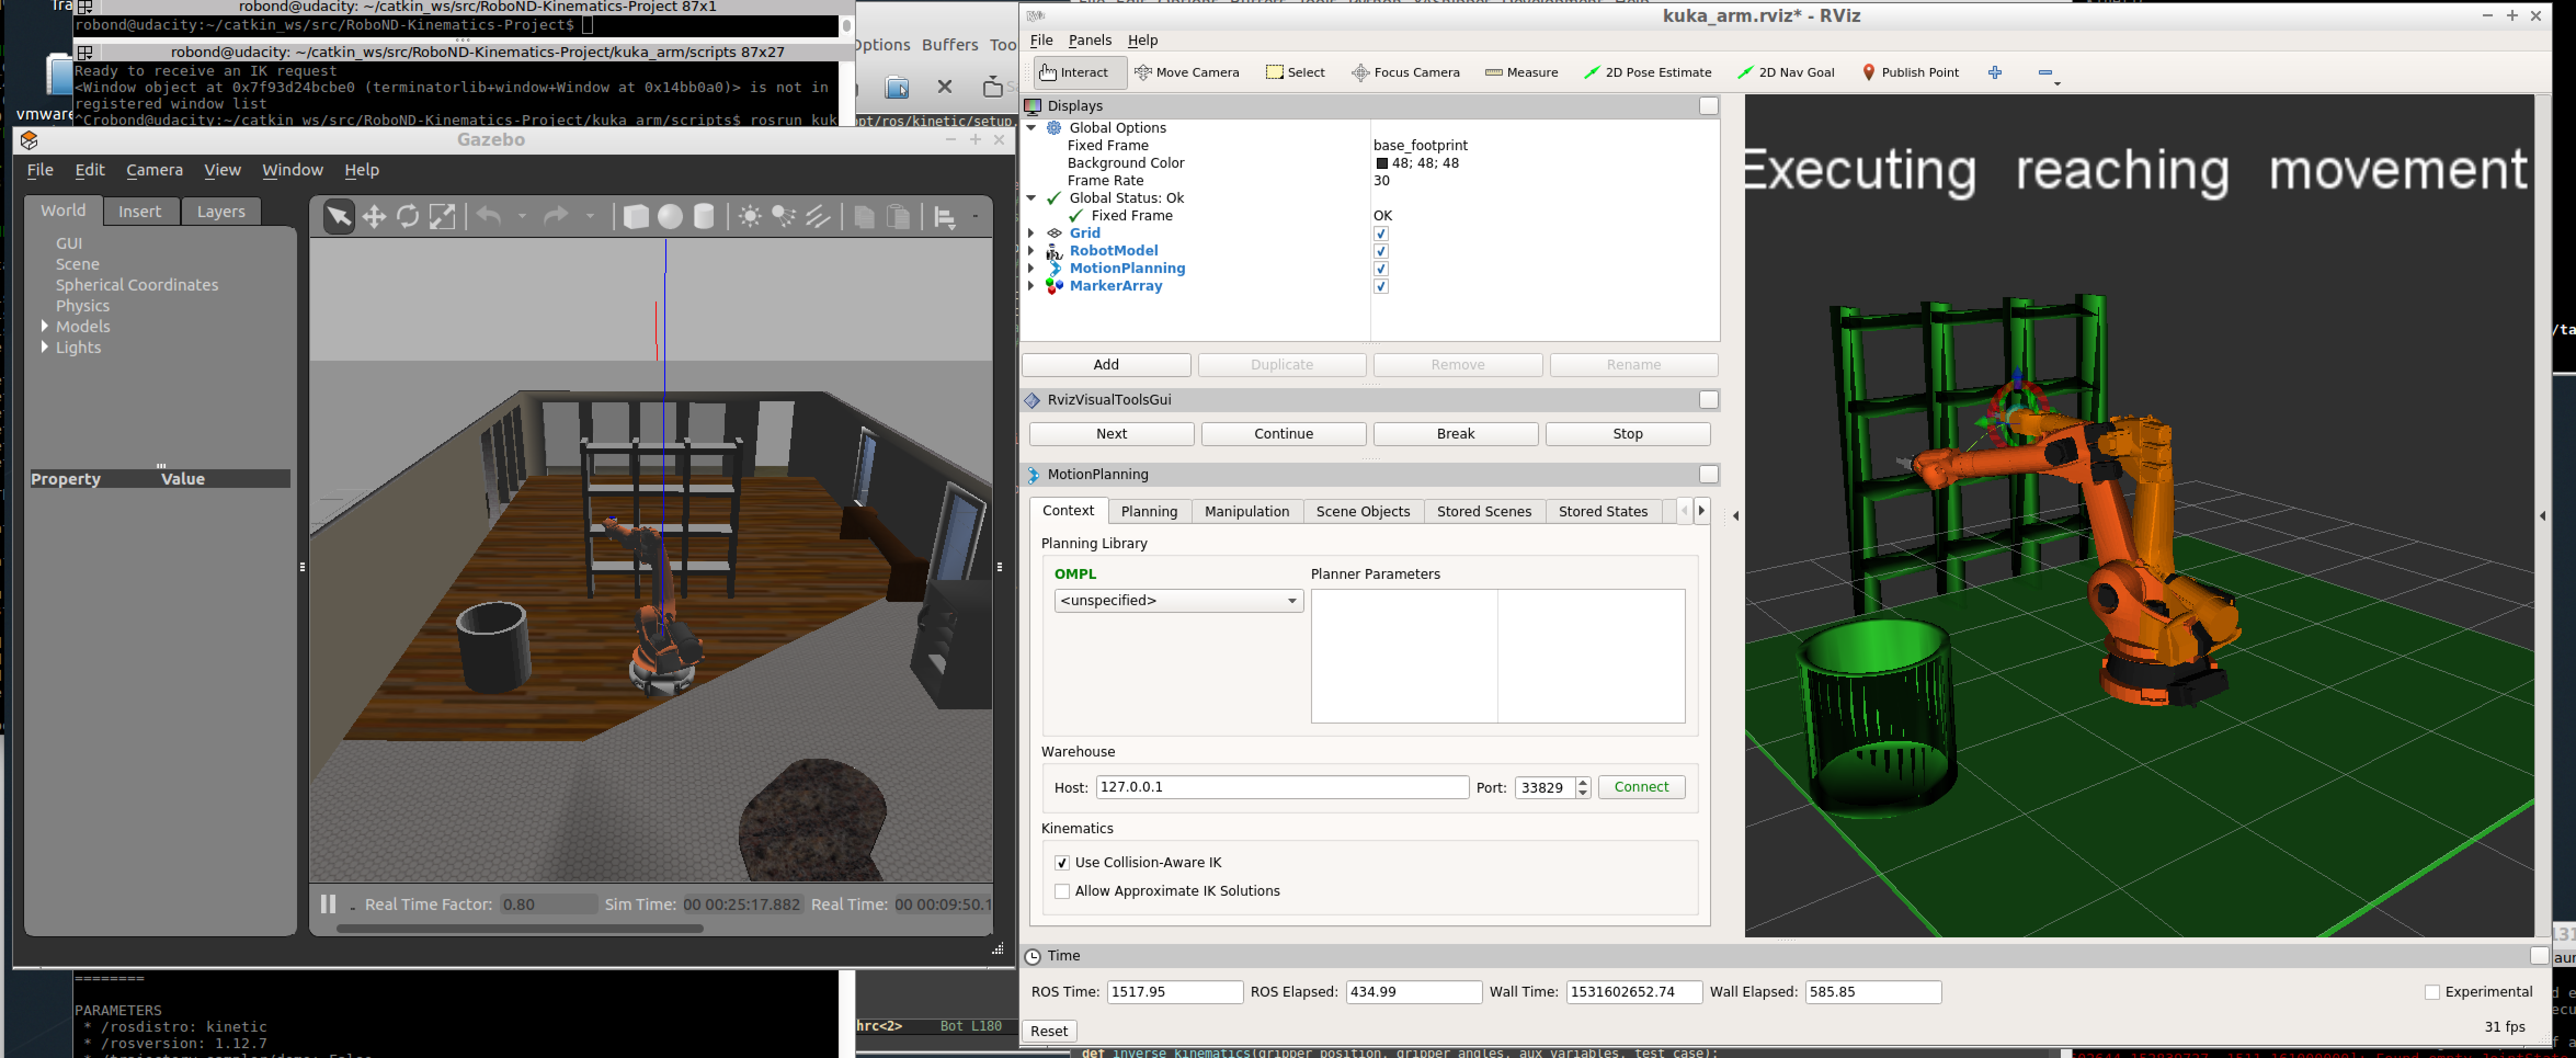 Tra
robond@udacity: ~/catkin_ws/src/RoboND-Kinematics-Project 87x1
robond@udacity:~/catkin_ws/src/RoboND-Kinematics-Project$
robond@udacity: ~/catkin_ws/src/RoboND-Kinematics-Project/kuka_arm/scripts 87x27
Ready to receive an IK request
<Window object at 0x7f93d24bcbe0 (terminatorlib+window+Window at 0x14bb0a0)> is not in
registered window list
^Crobond@udacity:~/catkin_ws/src/RoboND-Kinematics-Project/kuka_arm/scripts$ rosrun kuk
vmware
Options Buffers Too
opt/ros/kinetic/setup.
Gazebo
File Edit Camera View Window Help
World Insert Layers
GUI
Scene
Spherical Coordinates
Physics
Models
Lights
Property Value
Real Time Factor: 0.80 Sim Time: 00 00:25:17.882 Real Time: 00 00:09:50.1
========
PARAMETERS
* /rosdistro: kinetic
* /rosversion: 1.12.7
hrc<2> Bot L180
kuka_arm.rviz* - RViz
File Panels Help
Interact Move Camera Select Focus Camera Measure 2D Pose Estimate 2D Nav Goal Publish Point
Displays
Global Options
Fixed Frame base_footprint
Background Color 48; 48; 48
Frame Rate 30
Global Status: Ok
Fixed Frame OK
Grid
RobotModel
MotionPlanning
MarkerArray
Add Duplicate Remove Rename
RvizVisualToolsGui
Next Continue Break Stop
MotionPlanning
Context Planning Manipulation Scene Objects Stored Scenes Stored States
Planning Library
OMPL
<unspecified>
Planner Parameters
Warehouse
Host: 127.0.0.1 Port: 33829 Connect
Kinematics
Use Collision-Aware IK
Allow Approximate IK Solutions
Executing reaching movement
Time
ROS Time: 1517.95 ROS Elapsed: 434.99 Wall Time: 1531602652.74 Wall Elapsed: 585.85 Experimental
Reset 31 fps
def inverse_kinematics(gripper_position, gripper_angles, aux_variables, test_case):
/ta